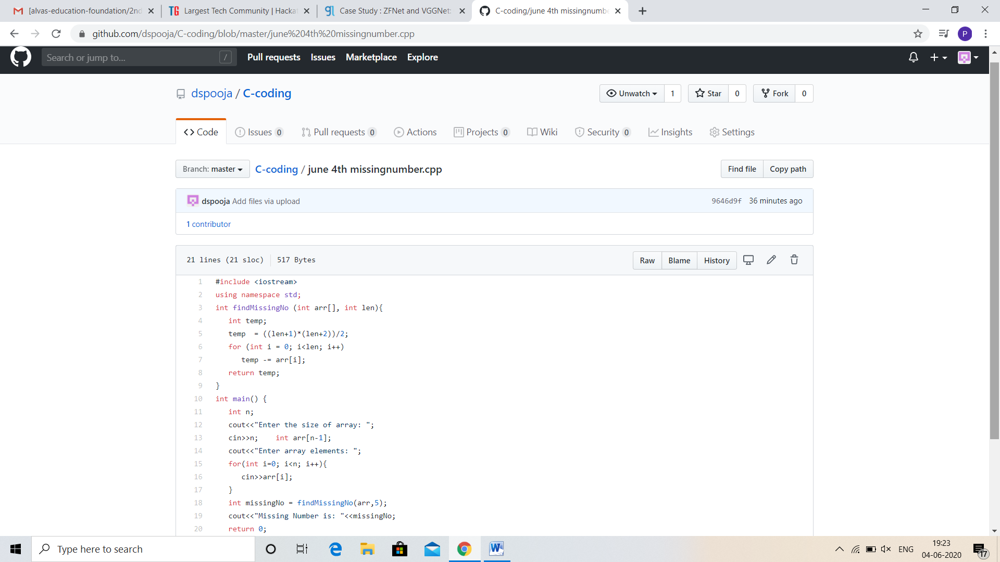 [alvas-education-foundation/2nd
Largest Tech Community | Hacka
Case Study : ZFNet and VGGNet:
C-coding/june 4th missingnumbe
github.com/dspooja/C-coding/blob/master/june%204th%20missingnumber.cpp
P
Search or jump to...
/
Pull requests
Issues
Marketplace
Explore
dspooja / C-coding
Unwatch 1
Star 0
Fork 0
Code
Issues 0
Pull requests 0
Actions
Projects 0
Wiki
Security 0
Insights
Settings
Branch: master
C-coding / june 4th missingnumber.cpp
Find file
Copy path
dspooja Add files via upload
9646d9f 36 minutes ago
1 contributor
21 lines (21 sloc) 517 Bytes
Raw
Blame
History
1 #include <iostream>
2 using namespace std;
3 int findMissingNo (int arr[], int len){
4 int temp;
5 temp  = ((len+1)*(len+2))/2;
6 for (int i = 0; i<len; i++)
7 temp -= arr[i];
8 return temp;
9 }
10 int main() {
11 int n;
12 cout<<"Enter the size of array: ";
13 cin>>n;    int arr[n-1];
14 cout<<"Enter array elements: ";
15 for(int i=0; i<n; i++){
16 cin>>arr[i];
17 }
18 int missingNo = findMissingNo(arr,5);
19 cout<<"Missing Number is: "<<missingNo;
20 return 0;
Type here to search
ENG
19:23
04-06-2020
17